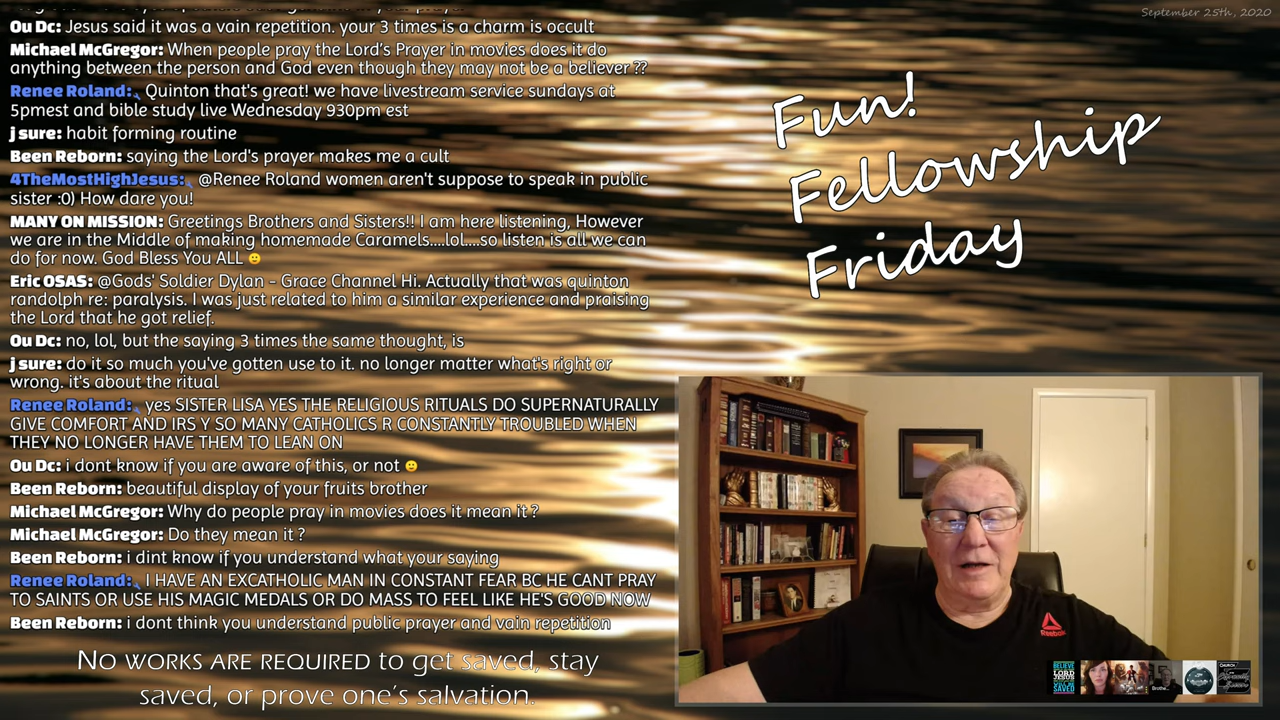 September 25th, 2020
Ou Dc: Jesus said it was a vain repetition. your 3 times is a charm is occult
Michael McGregor: When people pray the Lord's Prayer in movies does it do
anything between the person and God even though they may not be a believer ??
Renee Roland: Quinton that's great! we have livestream service sundays at
5pmest and bible study live Wednesday 930pm est
j sure: habit forming routine
Been Reborn: saying the Lord's prayer makes me a cult
4TheMostHighJesus: @Renee Roland women aren't suppose to speak in public
sister :0) How dare you!
MANY ON MISSION: Greetings Brothers and Sisters!! I am here listening, However
we are in the Middle of making homemade Caramels....lol....so listen is all we can
do for now. God Bless You ALL 🙂
Eric OSAS: @Gods' Soldier Dylan - Grace Channel Hi. Actually that was quinton
randolph re: paralysis. I was just related to him a similar experience and praising
the Lord that he got relief.
Ou Dc: no, lol, but the saying 3 times the same thought, is
j sure: do it so much you've gotten use to it. no longer matter what's right or
wrong. it's about the ritual
Renee Roland: yes SISTER LISA YES THE RELIGIOUS RITUALS DO SUPERNATURALLY
GIVE COMFORT AND IRS Y SO MANY CATHOLICS R CONSTANTLY TROUBLED WHEN
THEY NO LONGER HAVE THEM TO LEAN ON
Ou Dc: i dont know if you are aware of this, or not 🙂
Been Reborn: beautiful display of your fruits brother
Michael McGregor: Why do people pray in movies does it mean it ?
Michael McGregor: Do they mean it ?
Been Reborn: i dint know if you understand what your saying
Renee Roland: I HAVE AN EXCATHOLIC MAN IN CONSTANT FEAR BC HE CANT PRAY
TO SAINTS OR USE HIS MAGIC MEDALS OR DO MASS TO FEEL LIKE HE'S GOOD NOW
Been Reborn: i dont think you understand public prayer and vain repetition
NO WORKS ARE REQUIRED to get saved, stay
saved, or prove one's salvation.
Fun!
Fellowship
Friday
Reebok
BELIEVE
LORD
JESUS
SAVED
Brothe...
CHURCH